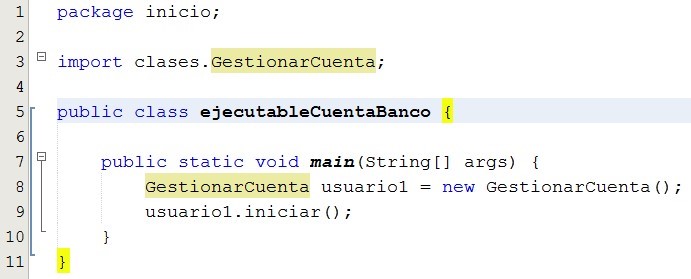 1 package inicio;
2
3 import clases.GestionarCuenta;
4
5 public class ejecutableCuentaBanco {
6
7 public static void main(String[] args) {
8 GestionarCuenta usuario1 = new GestionarCuenta();
9 usuario1.iniciar();
10 }
11 }